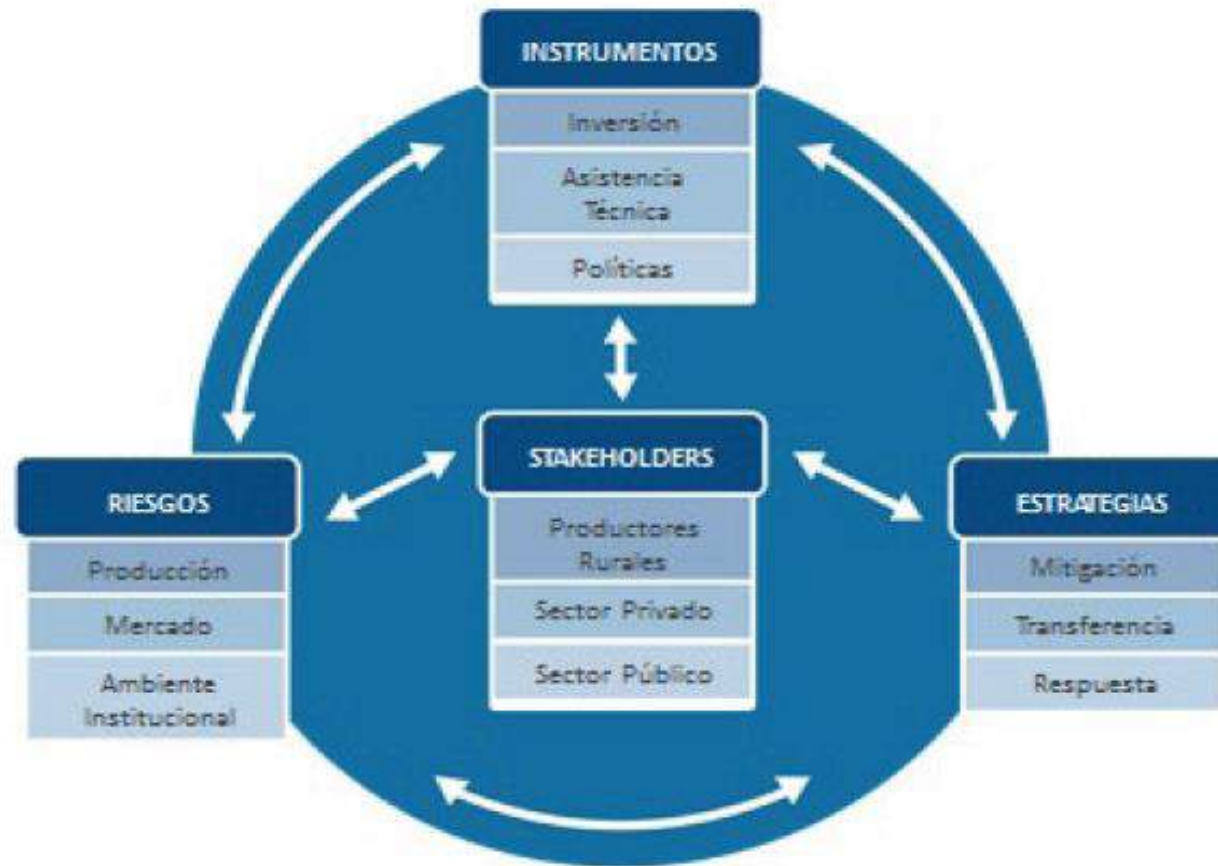 INSTRUMENTOS
Inversión
Asistencia
Técnica
Políticas
STAKEHOLDERS
Productores
Rurales
Sector Privado
Sector Público
RIESGOS
Producción
Mercado
Ambiente
Institucional
ESTRATEGIAS
Mitigación
Transferencia
Respuesta